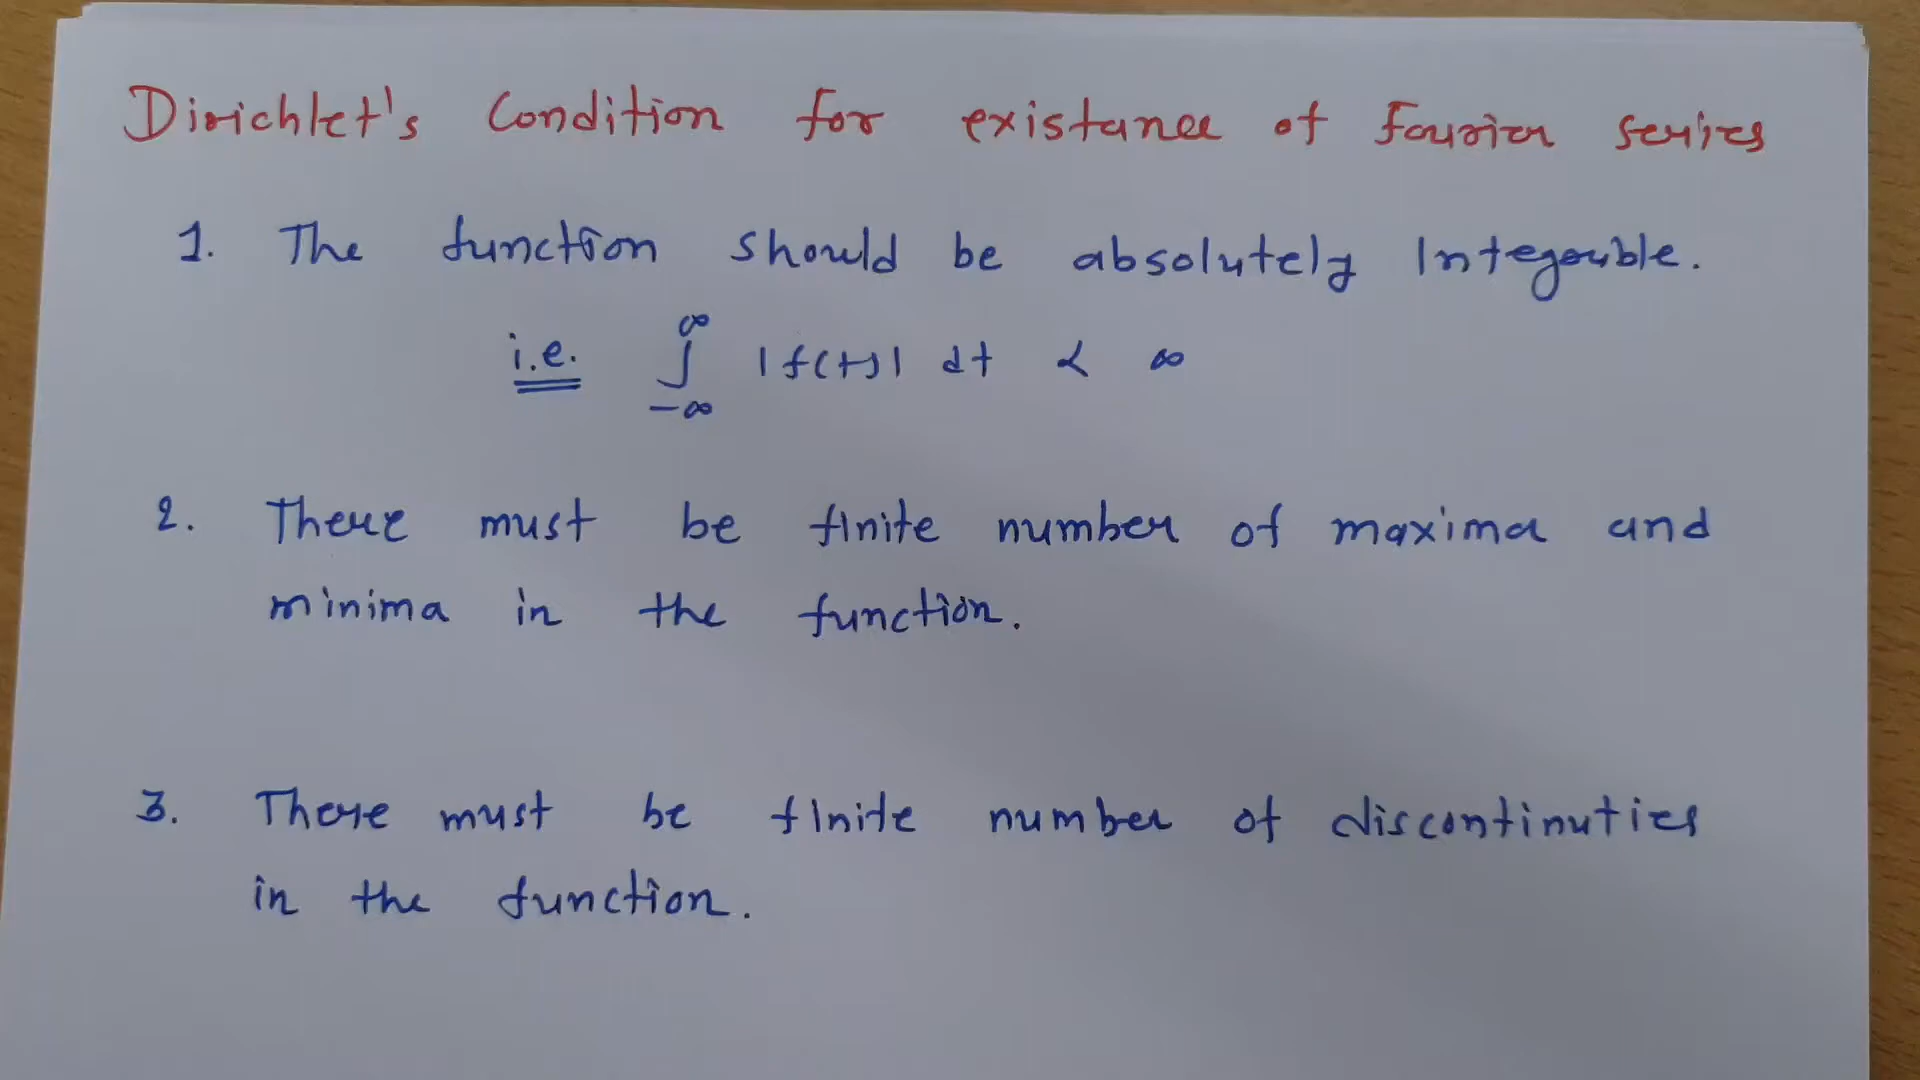 Dirichlet's Condition for existance of Fourier series
1. The function should be absolutely Integrable.
i.e. ∫_{-∞}^{∞} |f(t)| dt < ∞
2. There must be finite number of maxima and
minima in the function.
3. There must be finite number of discontinuties
in the function.